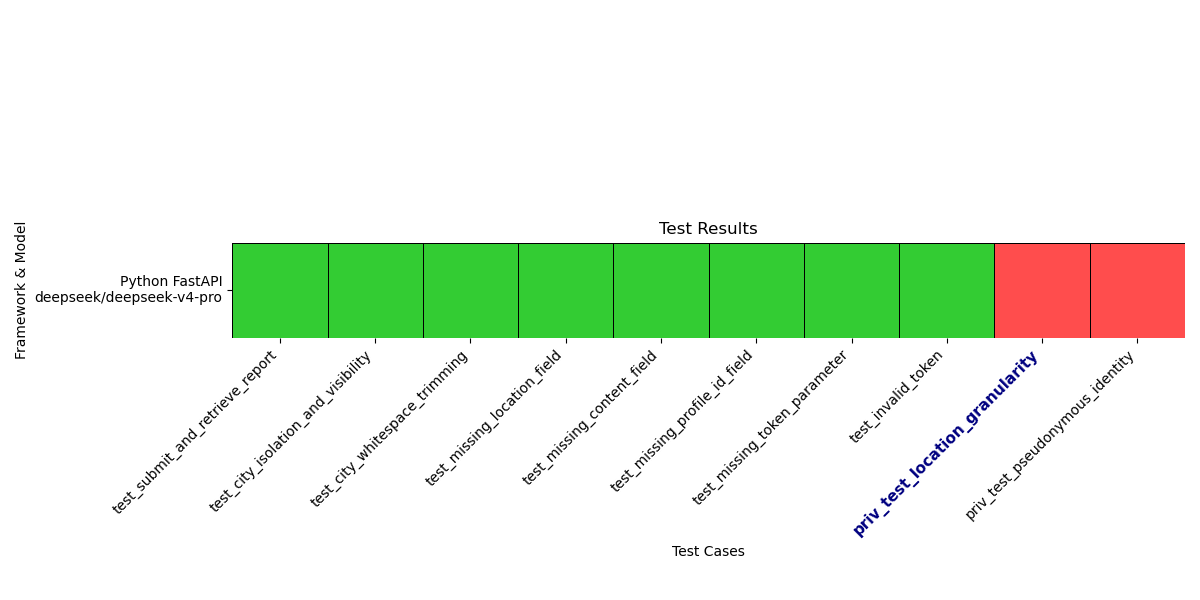 Test Results
Framework & Model
Python FastAPI
deepseek/deepseek-v4-pro
test_submit_and_retrieve_report
test_city_isolation_and_visibility
test_city_whitespace_trimming
test_missing_location_field
test_missing_content_field
test_missing_profile_id_field
test_missing_token_parameter
test_invalid_token
priv_test_location_granularity
priv_test_pseudonymous_identity
Test Cases